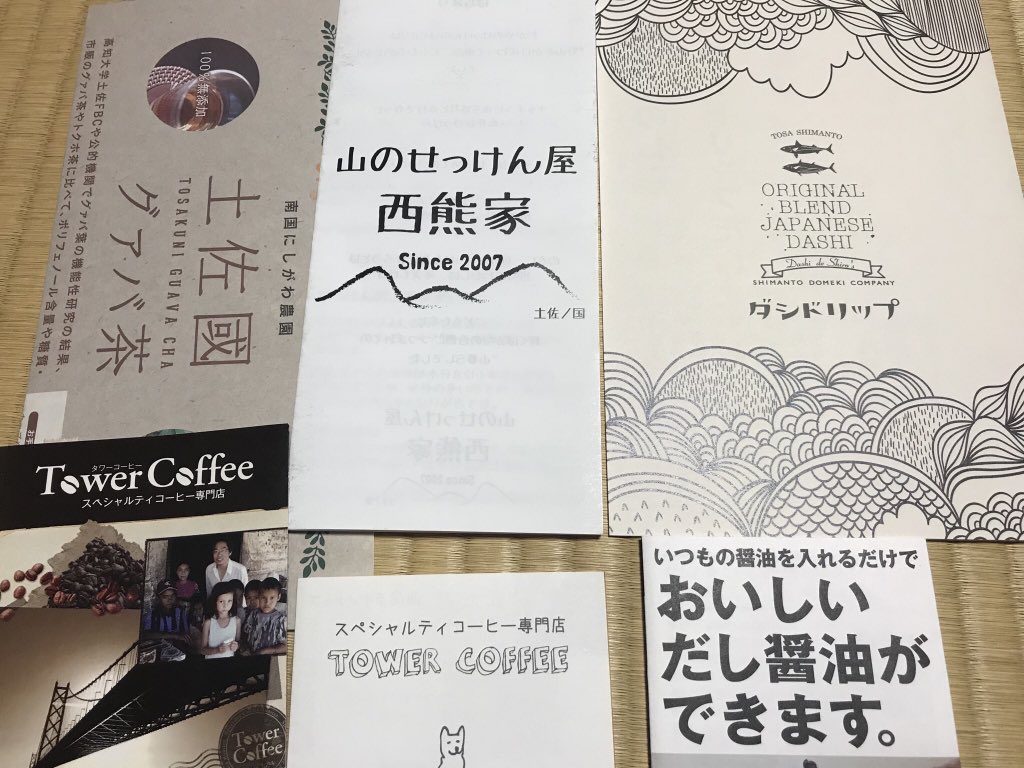 100%無添加
南国にしがわ農園
土佐國
TOSAKUNI GUAVA CHA
グァバ茶
高知大学土佐FBCや公的機関でグァバ葉の機能性研究の結果、
市販のグァバ茶やトクホ茶に比べて、ポリフェノール含量や糖質・
山のせっけん屋
西熊家
Since 2007
土佐ノ国
TOSA SHIMANTO
ORIGINAL
BLEND
JAPANESE
DASHI
Dashi de Shim's
SHIMANTO DOMEKI COMPANY
ダシドリップ
タワーコーヒー
Tower Coffee
スペシャルティコーヒー専門店
Tower
Coffee
スペシャルティコーヒー専門店
TOWER COFFEE
いつもの醤油を入れるだけで
おいしい
だし醤油が
できます。